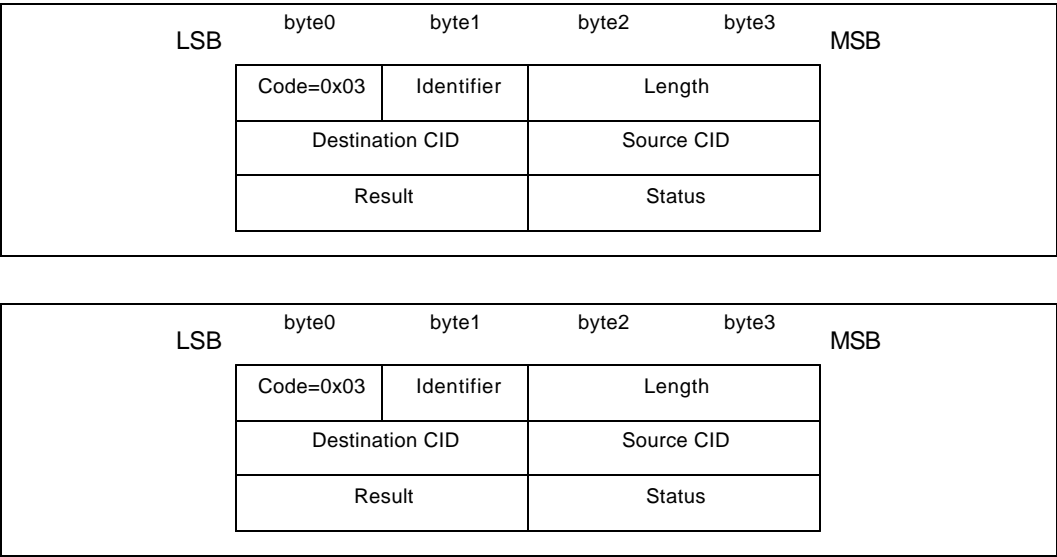 byte0 byte1 byte2 byte3
LSB MSB
Code=0x03 Identifier Length
Destination CID Source CID
Result Status
byte0 byte1 byte2 byte3
LSB MSB
Code=0x03 Identifier Length
Destination CID Source CID
Result Status